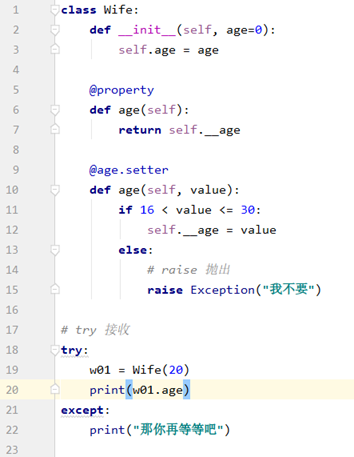 1 class Wife:
2     def __init__(self, age=0):
3         self.age = age
4
5     @property
6     def age(self):
7         return self.__age
8
9     @age.setter
10     def age(self, value):
11         if 16 < value <= 30:
12             self.__age = value
13         else:
14             # raise 抛出
15             raise Exception("我不要")
16
17 # try 接收
18 try:
19     w01 = Wife(20)
20     print(w01.age)
21 except:
22     print("那你再等等吧")
23